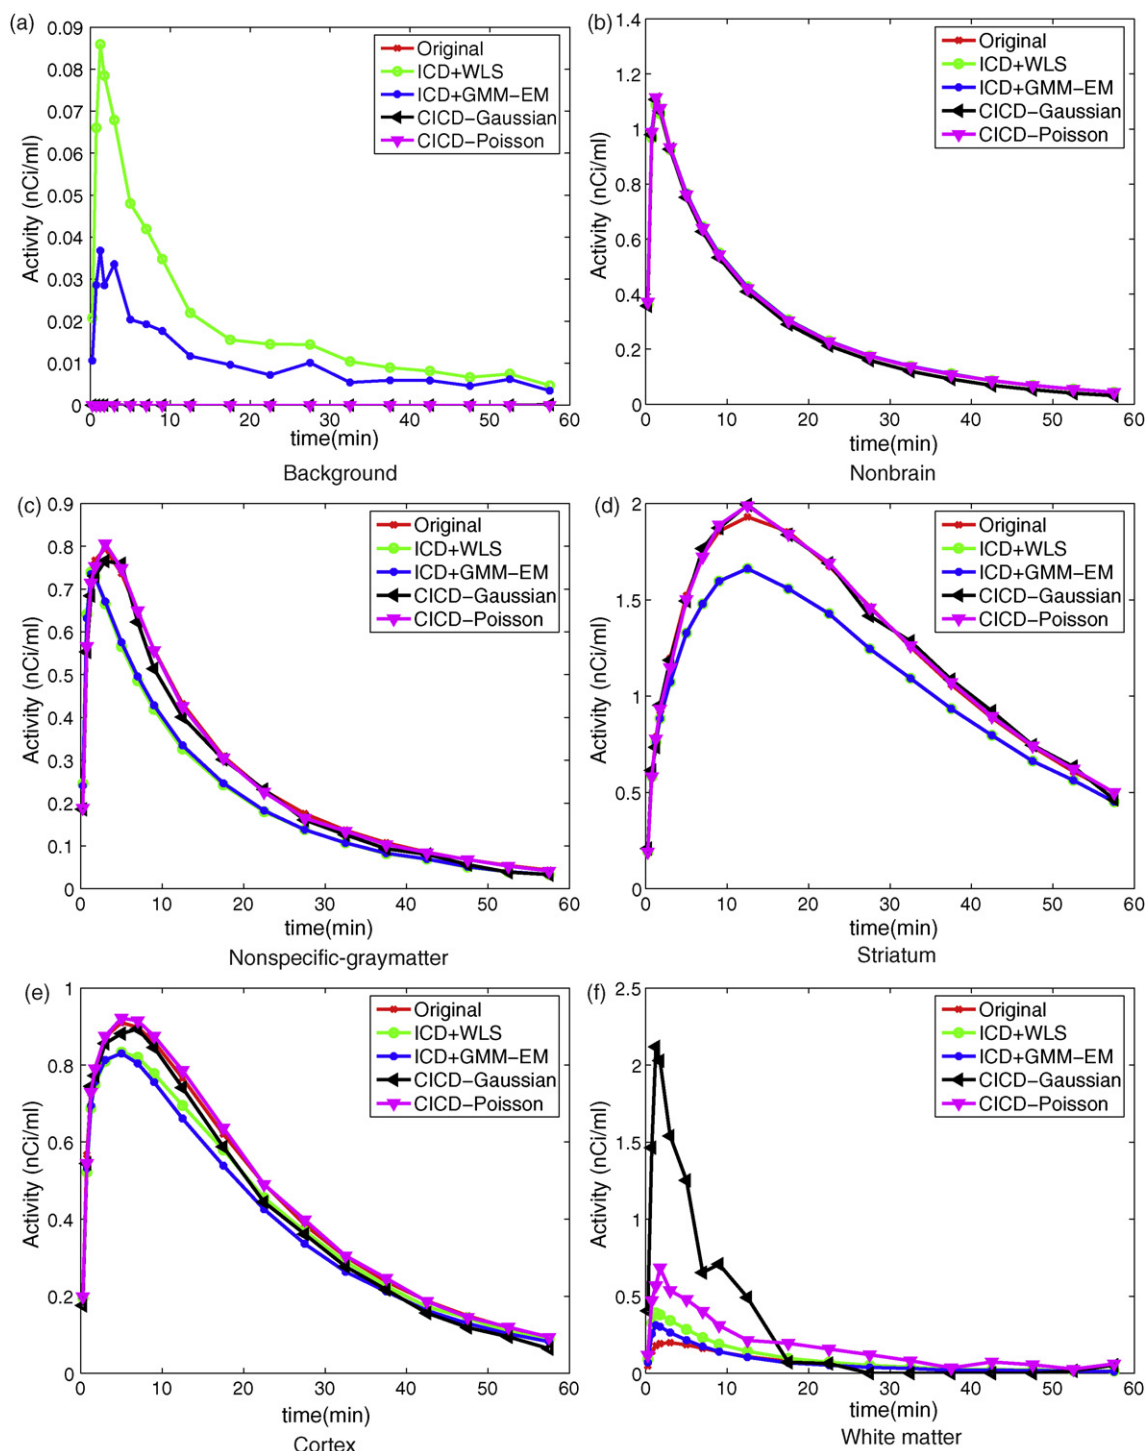 (a)
0.09
0.08
0.07
0.06
0.05
0.04
0.03
0.02
0.01
0
Activity (nCi/ml)
Original
ICD+WLS
ICD+GMM-EM
CICD-Gaussian
CICD-Poisson
0 10 20 30 40 50 60
time(min)
Background
(b)
1.4
1.2
1
0.8
0.6
0.4
0.2
0
Activity (nCi/ml)
Original
ICD+WLS
ICD+GMM-EM
CICD-Gaussian
CICD-Poisson
0 10 20 30 40 50 60
time(min)
Nonbrain
(c)
0.9
0.8
0.7
0.6
0.5
0.4
0.3
0.2
0.1
0
Activity (nCi/ml)
Original
ICD+WLS
ICD+GMM-EM
CICD-Gaussian
CICD-Poisson
0 10 20 30 40 50 60
time(min)
Nonspecific-graymatter
(d)
2
1.5
1
0.5
0
Activity (nCi/ml)
Original
ICD+WLS
ICD+GMM-EM
CICD-Gaussian
CICD-Poisson
0 10 20 30 40 50 60
time(min)
Striatum
(e)
1
0.8
0.6
0.4
0.2
0
Activity (nCi/ml)
Original
ICD+WLS
ICD+GMM-EM
CICD-Gaussian
CICD-Poisson
0 10 20 30 40 50 60
time(min)
Cortex
(f)
2.5
2
1.5
1
0.5
0
Activity (nCi/ml)
Original
ICD+WLS
ICD+GMM-EM
CICD-Gaussian
CICD-Poisson
0 10 20 30 40 50 60
time(min)
White matter